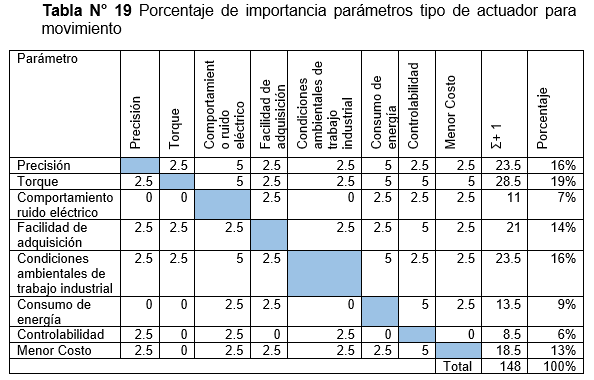 Tabla N° 19 Porcentaje de importancia parámetros tipo de actuador para
movimiento
Parámetro Precisión Torque Comportamient o ruido eléctrico Facilidad de adquisición Condiciones ambientales de trabajo industrial Consumo de energía Controlabilidad Menor Costo Σ+ 1 Porcentaje
Precisión 2.5 5 2.5 2.5 5 2.5 2.5 23.5 16%
Torque 2.5 5 2.5 2.5 5 5 5 28.5 19%
Comportamiento ruido eléctrico 0 0 2.5 0 2.5 2.5 2.5 11 7%
Facilidad de adquisición 2.5 2.5 2.5 2.5 2.5 5 2.5 21 14%
Condiciones ambientales de trabajo industrial 2.5 2.5 5 2.5 5 2.5 2.5 23.5 16%
Consumo de energía 0 0 2.5 2.5 0 5 2.5 13.5 9%
Controlabilidad 2.5 0 2.5 0 2.5 0 0 8.5 6%
Menor Costo 2.5 0 2.5 2.5 2.5 2.5 5 18.5 13%
Total 148 100%